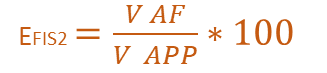 EFIS2 = V AF / V APP * 100